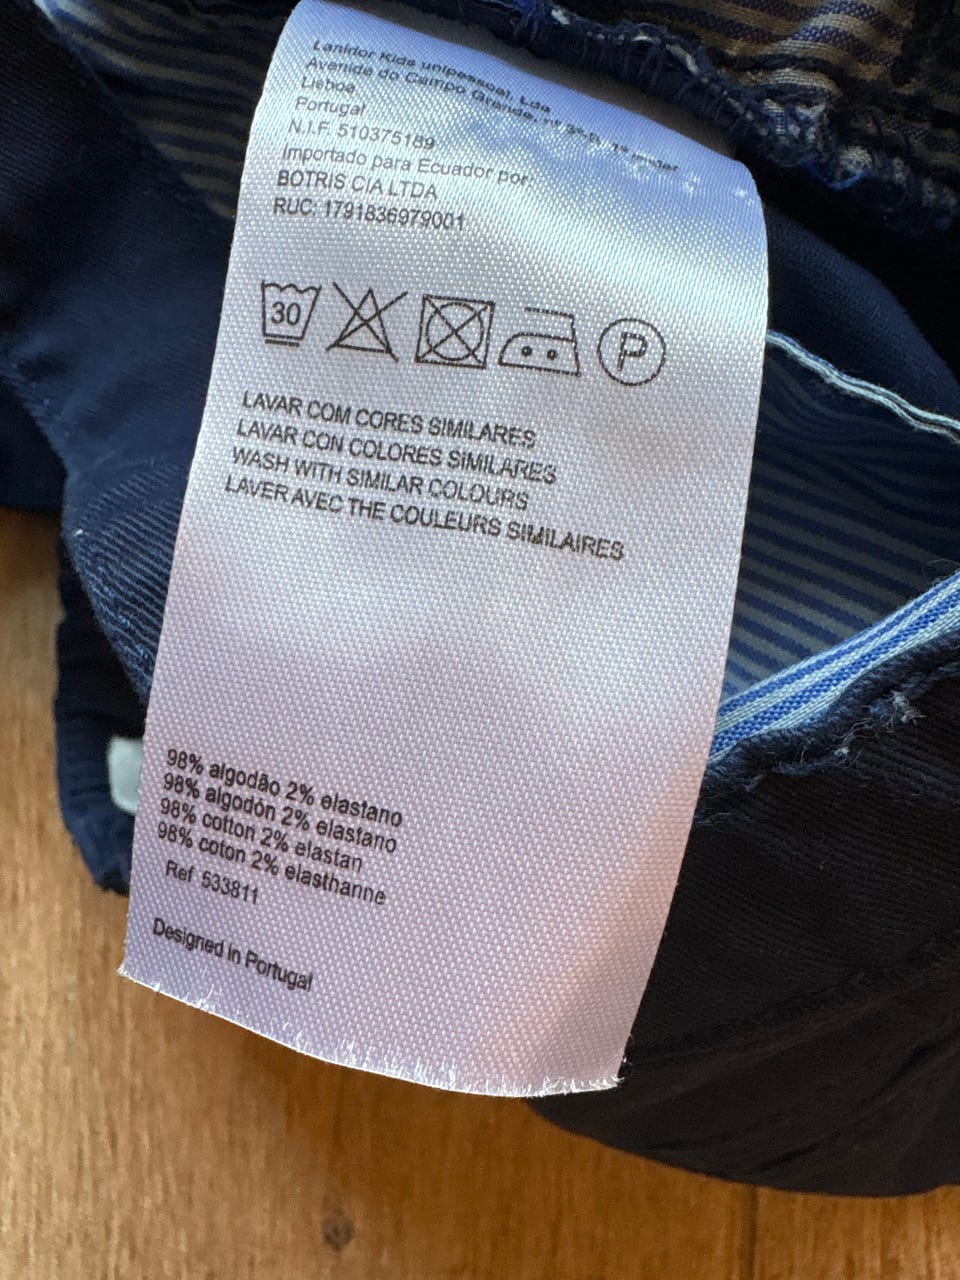 Lanidor Kids unipessoal, Lda
Avenida do Campo Grande,
Lisboa
Portugal
N.I.F. 510375189
Importado para Ecuador por:
BOTRIS CIA LTDA
RUC: 1791836979001
30 P
LAVAR COM CORES SIMILARES
LAVAR CON COLORES SIMILARES
WASH WITH SIMILAR COLOURS
LAVER AVEC THE COULEURS SIMILAIRES
98% algodão 2% elastano
98% algodón 2% elastano
98% cotton 2% elastan
98% coton 2% elasthanne
Ref 533811
Designed in Portugal